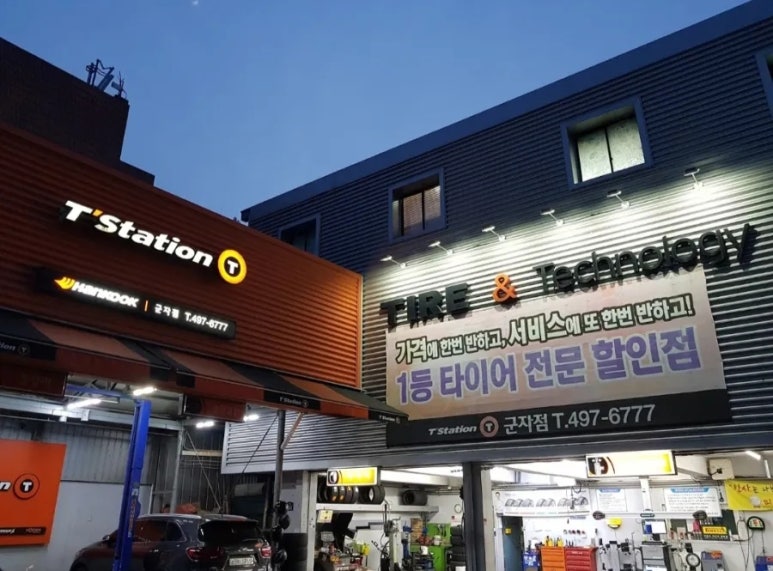 T'Station T
Hankook | 군자점 T.497-6777
TIRE & Technology
가격에 한번 반하고, 서비스에 또 한번 반하고!
1등 타이어 전문 할인점
T'Station T 군자점 T.497-6777
T'Station
T